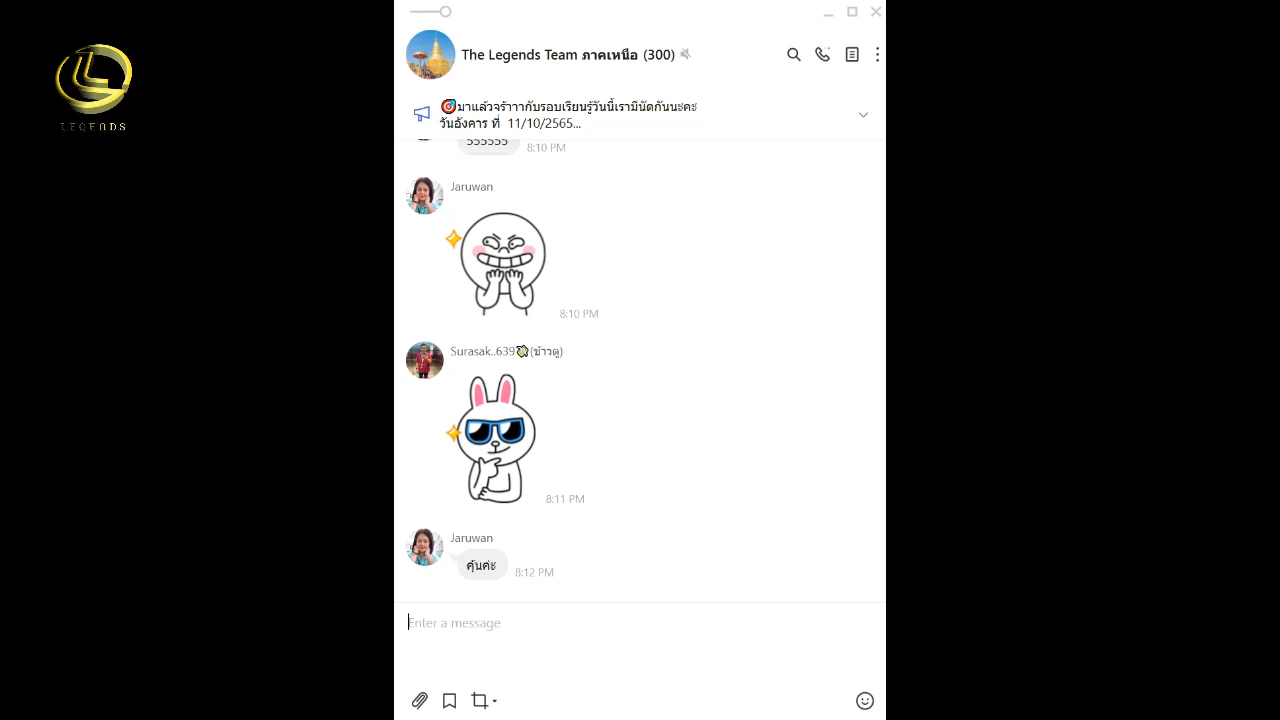 LEGENDS
The Legends Team ภาคเหนือ (300)
🎯มาแล้วจร้าาากับรอบเรียนรู้วันนี้เรามีนัดกันนะคะ
วันอังคาร ที่ 11/10/2565...
555555
8:10 PM
Jaruwan
8:10 PM
Surasak..639💸(ข้าวตู)
8:11 PM
Jaruwan
คุ้นค่ะ
8:12 PM
Enter a message